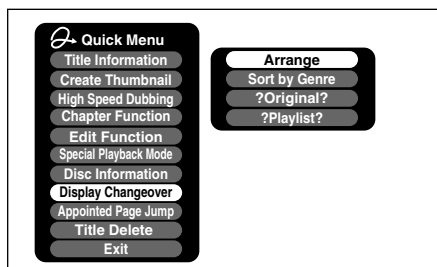 Quick Menu
Title Information
Create Thumbnail
High Speed Dubbing
Chapter Function
Edit Function
Special Playback Mode
Disc Information
Display Changeover
Appointed Page Jump
Title Delete
Exit
Arrange
Sort by Genre
?Original?
?Playlist?